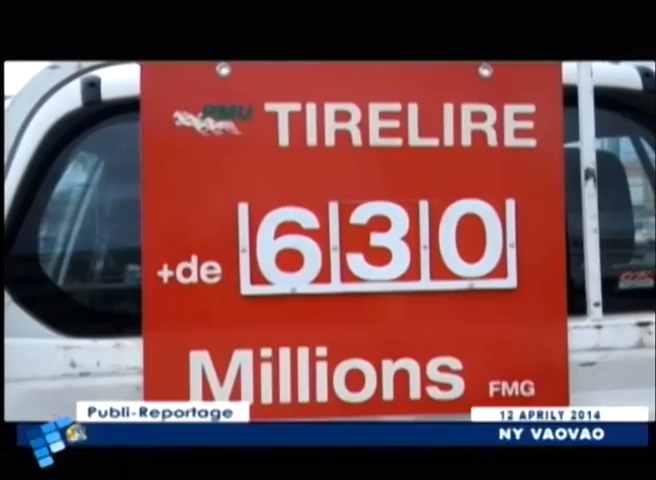 PMU TIRELIRE
+de 630
Millions FMG
Publi-Reportage
12 APRILY 2014
NY VAOVAO